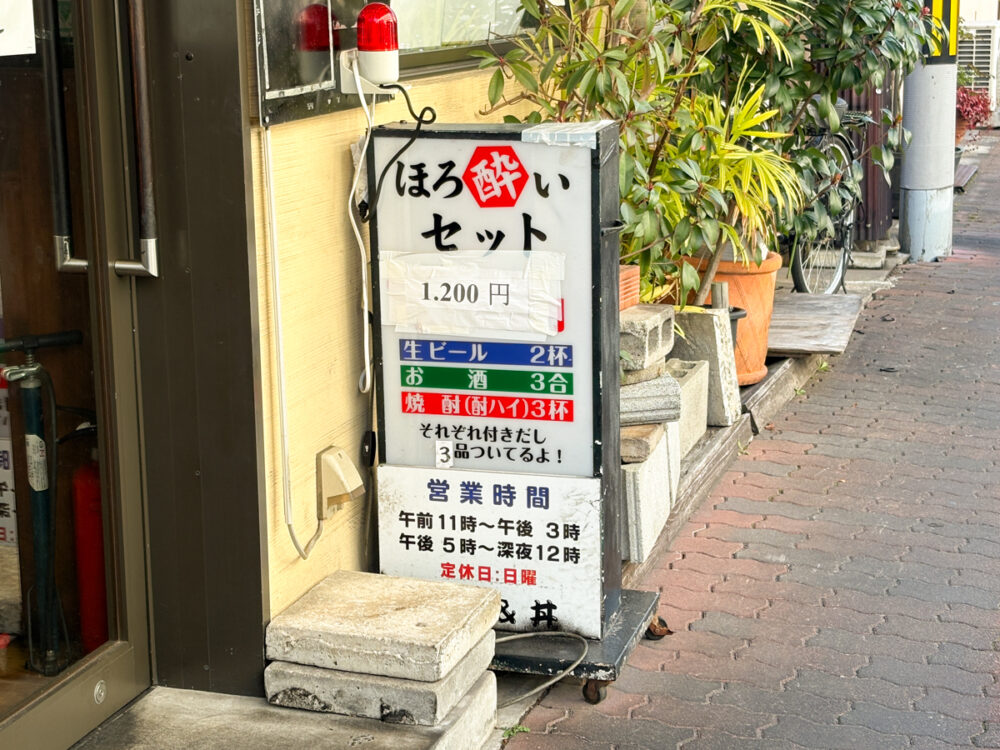 ほろ酔い
セット
1.200 円
生ビール 2杯
お酒 3合
焼酎(酎ハイ)3杯
それぞれ付きだし
3品ついてるよ!
営業時間
午前11時〜午後 3時
午後 5時〜深夜12時
定休日:日曜
& 丼